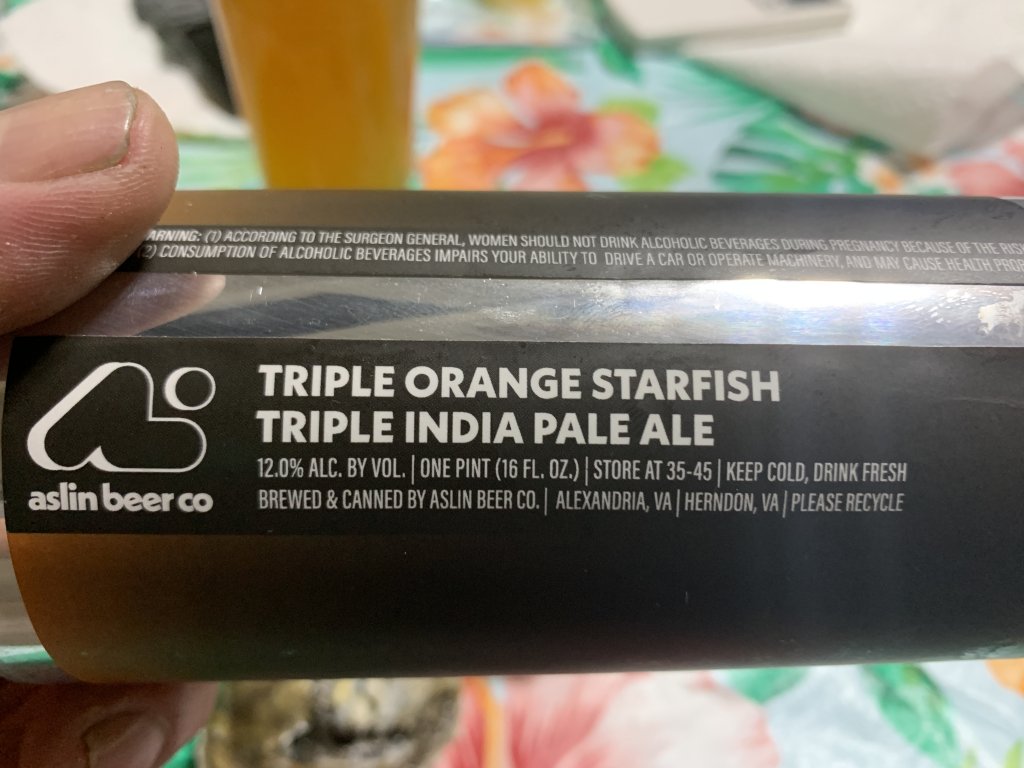 ARNING: (1) ACCORDING TO THE SURGEON GENERAL, WOMEN SHOULD NOT DRINK ALCOHOLIC BEVERAGES DURING PREGNANCY BECAUSE OF THE RIS
(2) CONSUMPTION OF ALCOHOLIC BEVERAGES IMPAIRS YOUR ABILITY TO DRIVE A CAR OR OPERATE MACHINERY, AND MAY CAUSE HEALTH PROB
TRIPLE ORANGE STARFISH
TRIPLE INDIA PALE ALE
12.0% ALC. BY VOL. | ONE PINT (16 FL. OZ.) | STORE AT 35-45 | KEEP COLD, DRINK FRESH
BREWED & CANNED BY ASLIN BEER CO. | ALEXANDRIA, VA | HERNDON, VA | PLEASE RECYCLE
aslin beer co